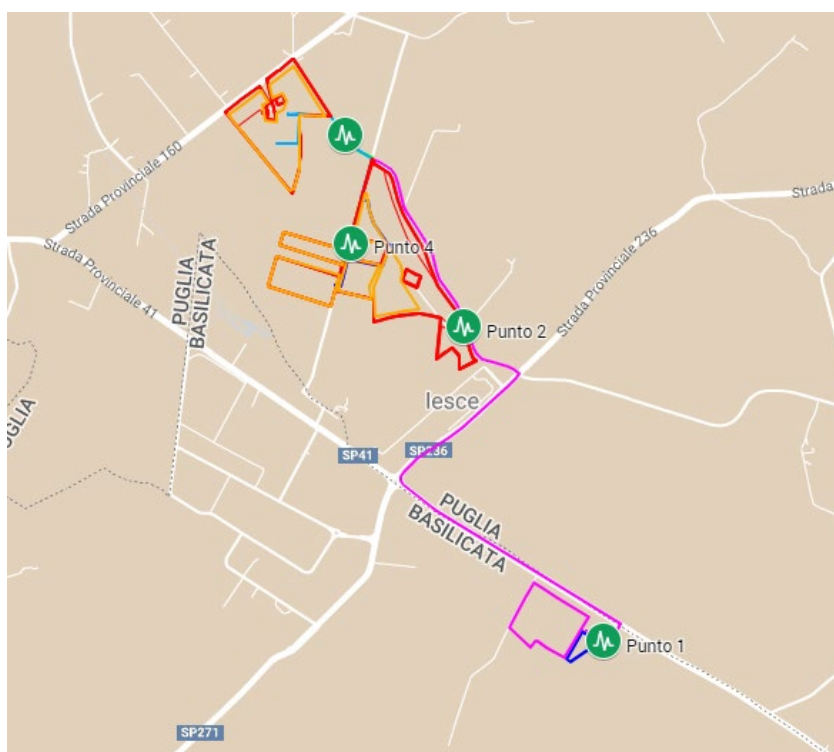 Strada Provinciale 160
Strada Provinciale 41
PUGLIA
BASILICATA
Punto 4
Strada Provinciale 236
Strada
Punto 2
Iesce
SP41
SP236
PUGLIA
BASILICATA
Punto 1
SP271